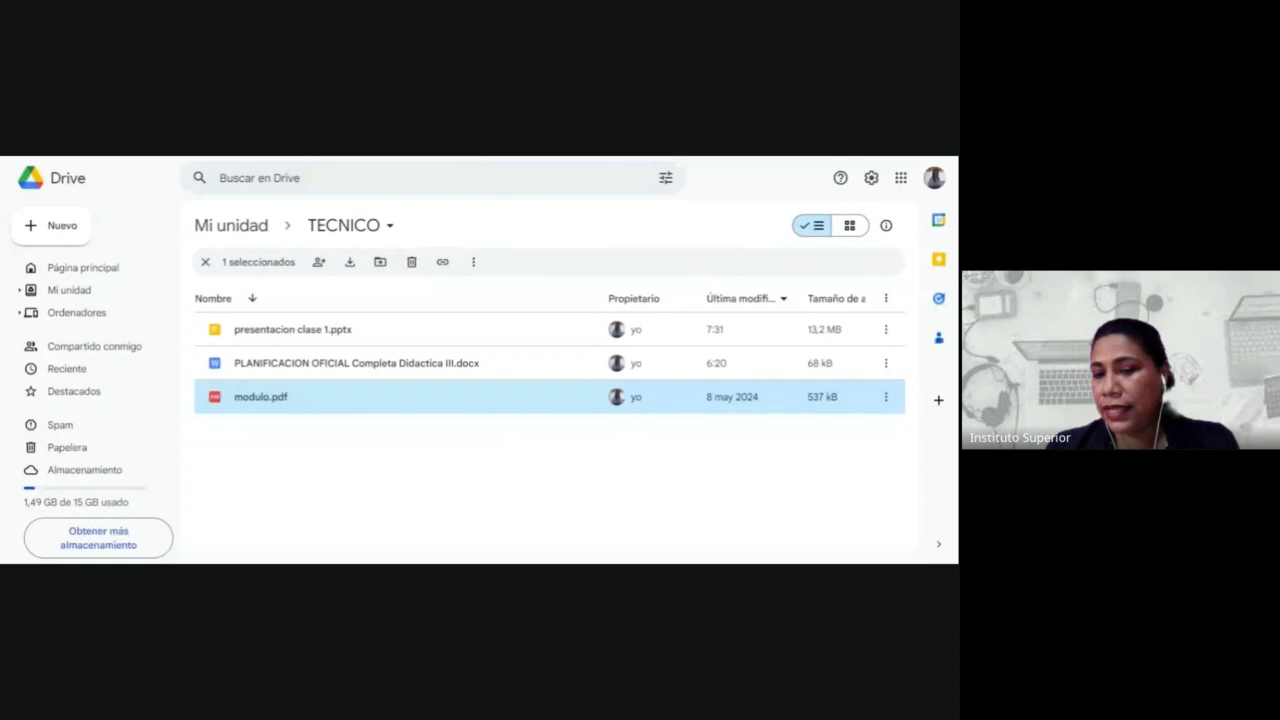 Drive
Buscar en Drive
Nuevo
Mi unidad > TECNICO
1 seleccionados
Página principal
Mi unidad
Ordenadores
Compartido conmigo
Reciente
Destacados
Spam
Papelera
Almacenamiento
1,49 GB de 15 GB usado
Obtener más
almacenamiento
Nombre Propietario Última modifi... Tamaño de a
presentacion clase 1.pptx yo 7:31 13,2 MB
PLANIFICACION OFICIAL Completa Didactica III.docx yo 6:20 68 kB
modulo.pdf yo 8 may 2024 537 kB
Instituto Superior